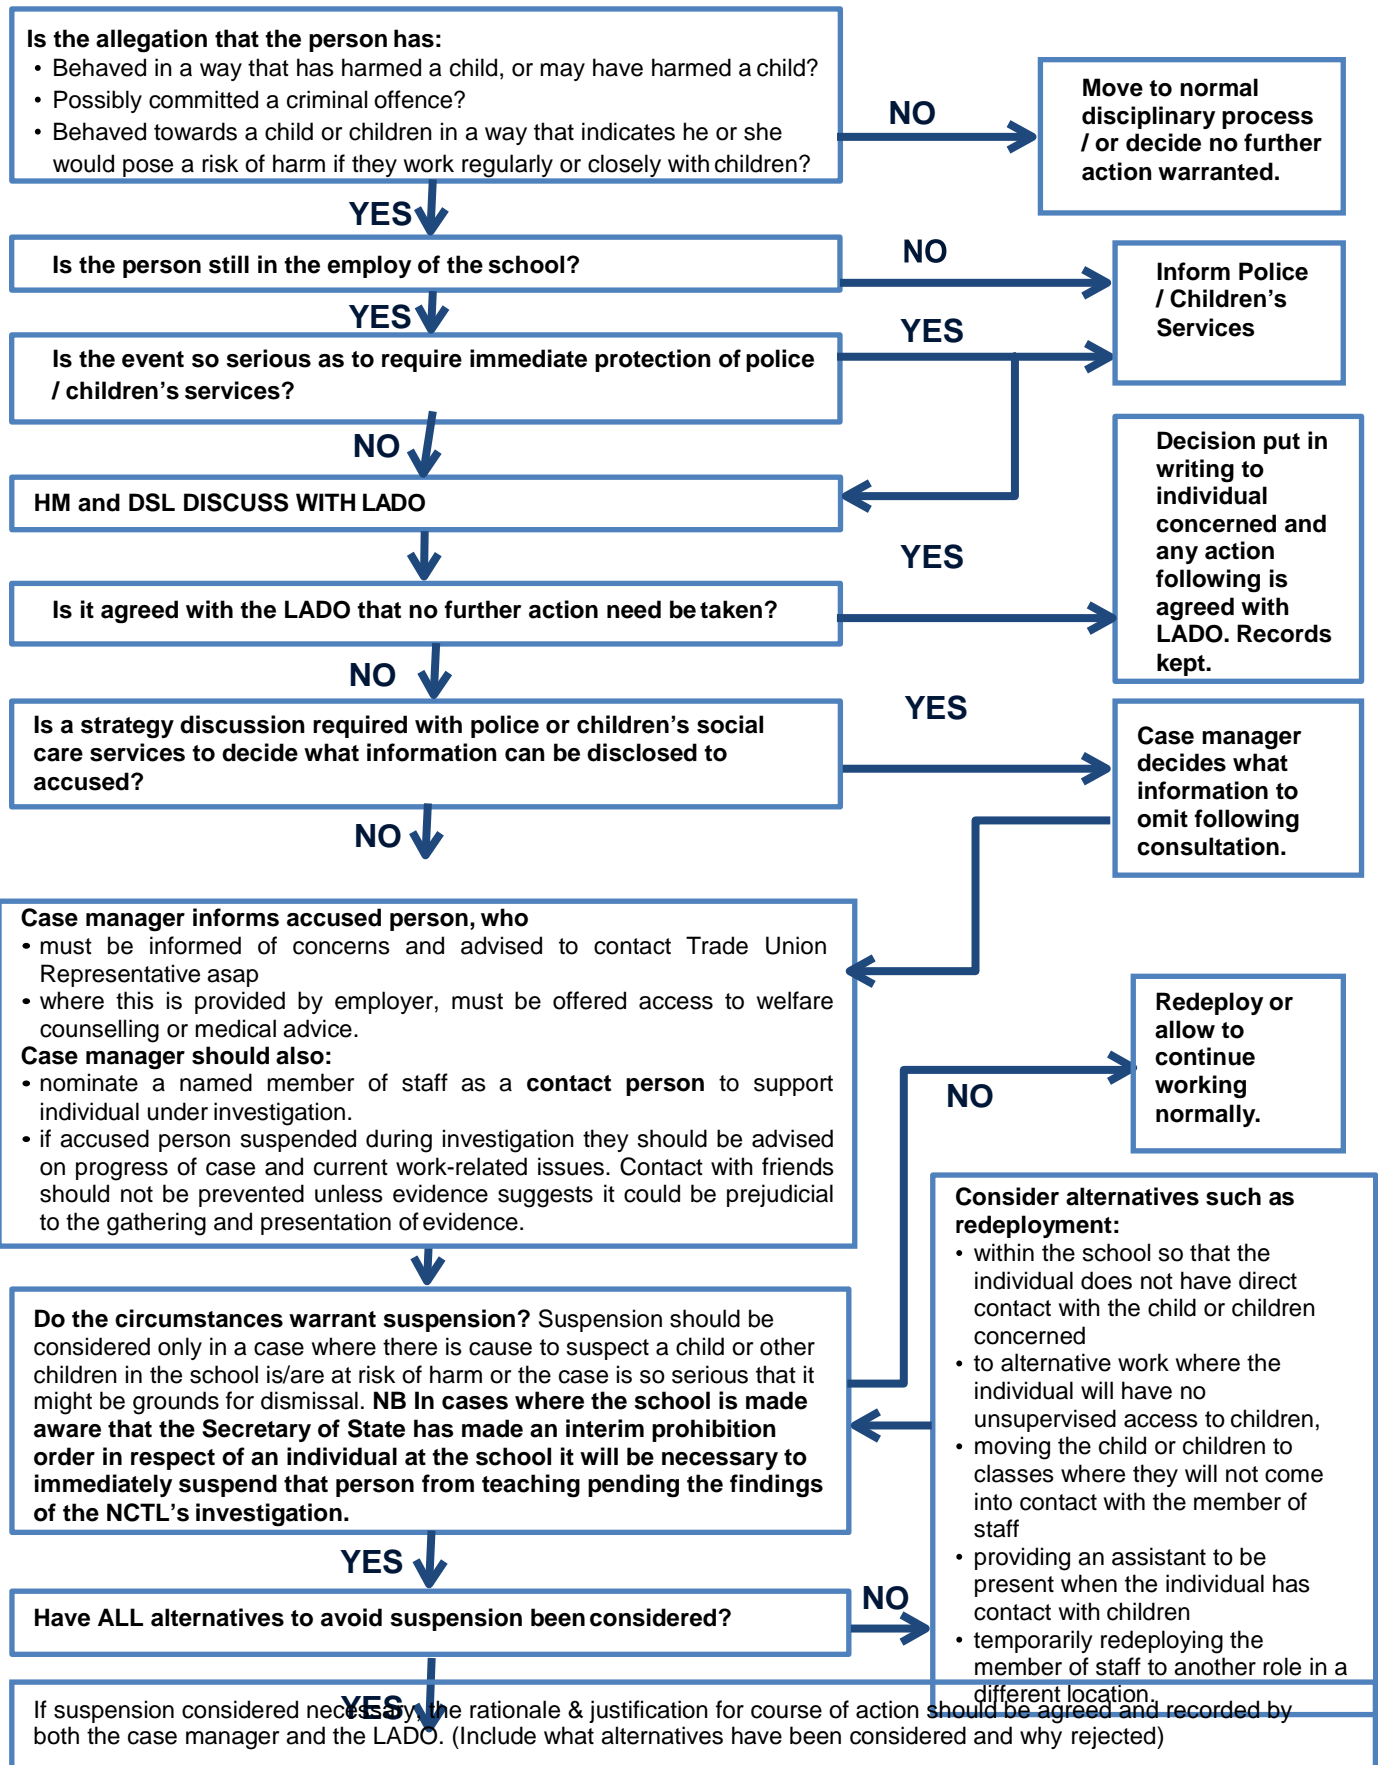 Is the allegation that the person has:
• Behaved in a way that has harmed a child, or may have harmed a child?
• Possibly committed a criminal offence?
• Behaved towards a child or children in a way that indicates he or she
would pose a risk of harm if they work regularly or closely with children?
NO
Move to normal
disciplinary process
/ or decide no further
action warranted.
YES
Is the person still in the employ of the school?
NO
Inform Police
/ Children’s
Services
YES
Is the event so serious as to require immediate protection of police
/ children’s services?
YES
NO
HM and DSL DISCUSS WITH LADO
Decision put in
writing to
individual
concerned and
any action
following is
agreed with
LADO. Records
kept.
YES
Is it agreed with the LADO that no further action need be taken?
NO
Is a strategy discussion required with police or children’s social
care services to decide what information can be disclosed to
accused?
YES
Case manager
decides what
information to
omit following
consultation.
NO
Case manager informs accused person, who
• must be informed of concerns and advised to contact Trade Union
Representative asap
• where this is provided by employer, must be offered access to welfare
counselling or medical advice.
Case manager should also:
• nominate a named member of staff as a contact person to support
individual under investigation.
• if accused person suspended during investigation they should be advised
on progress of case and current work-related issues. Contact with friends
should not be prevented unless evidence suggests it could be prejudicial
to the gathering and presentation of evidence.
Redeploy or
allow to
continue
working
normally.
NO
Do the circumstances warrant suspension? Suspension should be
considered only in a case where there is cause to suspect a child or other
children in the school is/are at risk of harm or the case is so serious that it
might be grounds for dismissal. NB In cases where the school is made
aware that the Secretary of State has made an interim prohibition
order in respect of an individual at the school it will be necessary to
immediately suspend that person from teaching pending the findings
of the NCTL’s investigation.
Consider alternatives such as
redeployment:
• within the school so that the
individual does not have direct
contact with the child or children
concerned
• to alternative work where the
individual will have no
unsupervised access to children,
• moving the child or children to
classes where they will not come
into contact with the member of
staff
• providing an assistant to be
present when the individual has
contact with children
• temporarily redeploying the
member of staff to another role in a
different location.
YES
Have ALL alternatives to avoid suspension been considered?
NO
YES
If suspension considered necessary, the rationale & justification for course of action should be agreed and recorded by
both the case manager and the LADO. (Include what alternatives have been considered and why rejected)